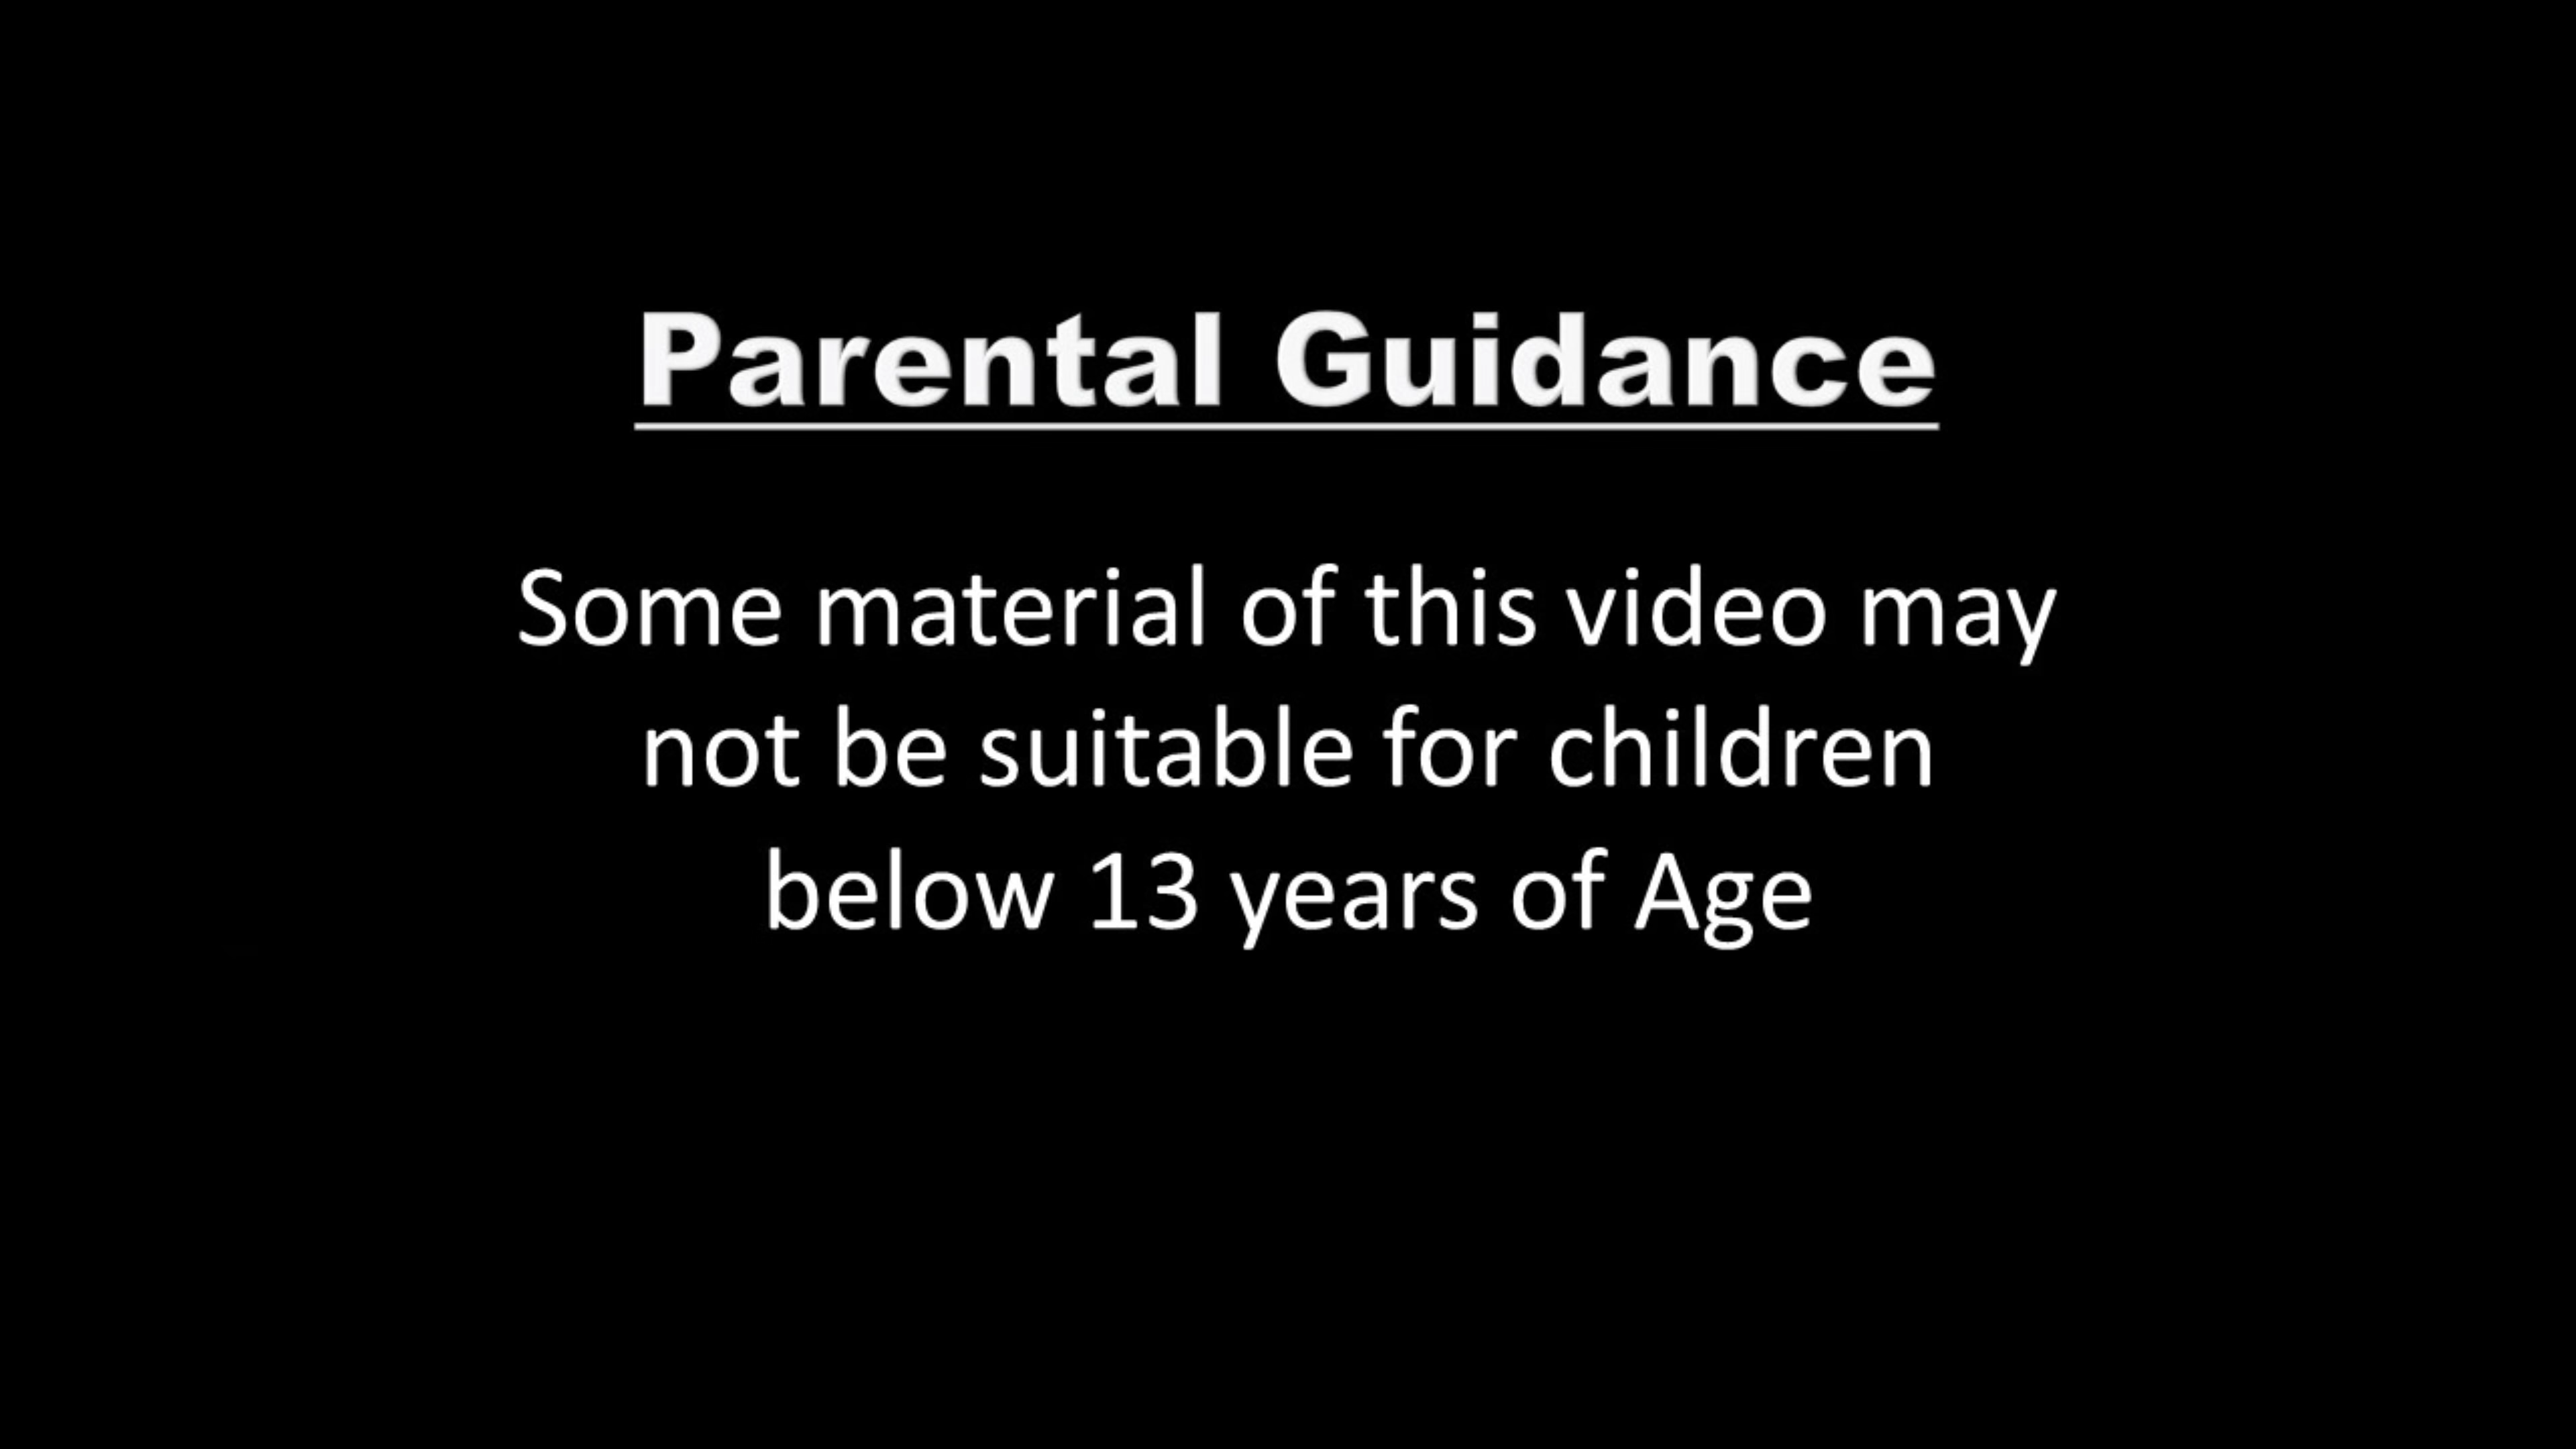 Parental Guidance
Some material of this video may
not be suitable for children
below 13 years of Age